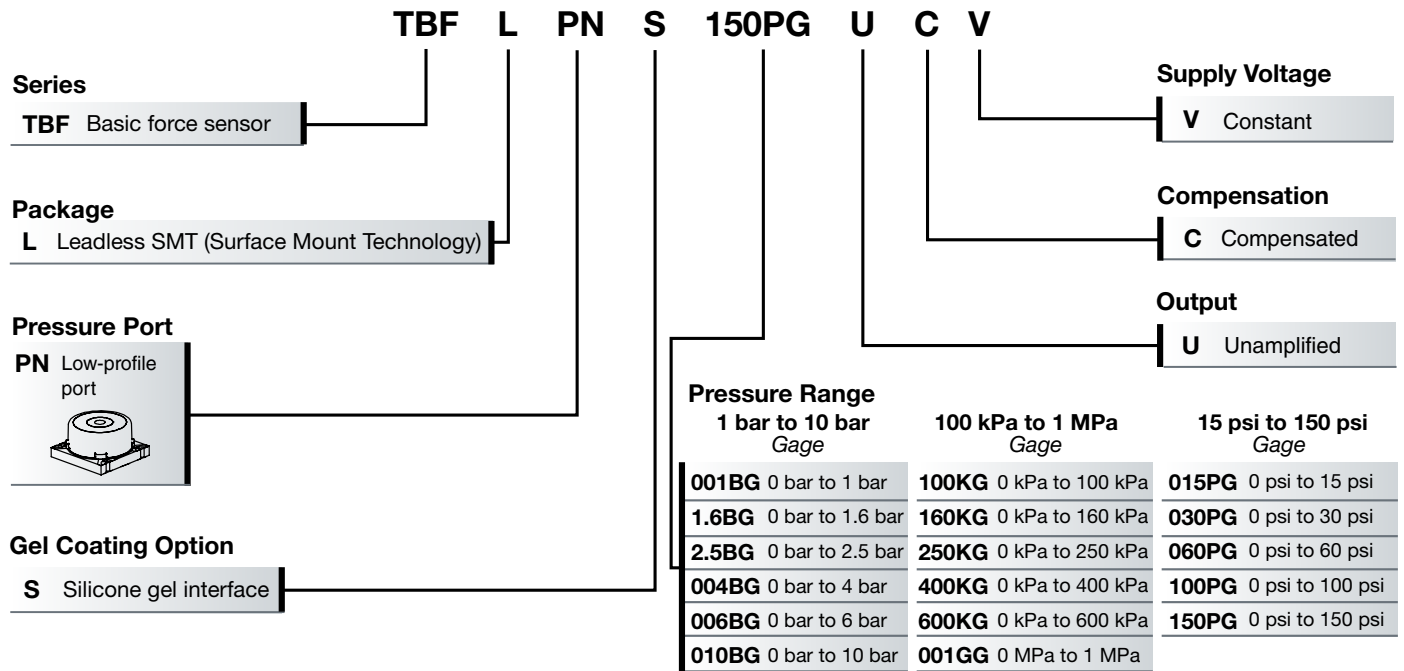 TBF L PN S 150PG U C V
Series
TBF Basic force sensor
Package
L Leadless SMT (Surface Mount Technology)
Pressure Port
PN Low-profile
port
Gel Coating Option
S Silicone gel interface
Supply Voltage
V Constant
Compensation
C Compensated
Output
U Unamplified
Pressure Range
1 bar to 10 bar
Gage
001BG 0 bar to 1 bar
1.6BG 0 bar to 1.6 bar
2.5BG 0 bar to 2.5 bar
004BG 0 bar to 4 bar
006BG 0 bar to 6 bar
010BG 0 bar to 10 bar
100 kPa to 1 MPa
Gage
100KG 0 kPa to 100 kPa
160KG 0 kPa to 160 kPa
250KG 0 kPa to 250 kPa
400KG 0 kPa to 400 kPa
600KG 0 kPa to 600 kPa
001GG 0 MPa to 1 MPa
15 psi to 150 psi
Gage
015PG 0 psi to 15 psi
030PG 0 psi to 30 psi
060PG 0 psi to 60 psi
100PG 0 psi to 100 psi
150PG 0 psi to 150 psi